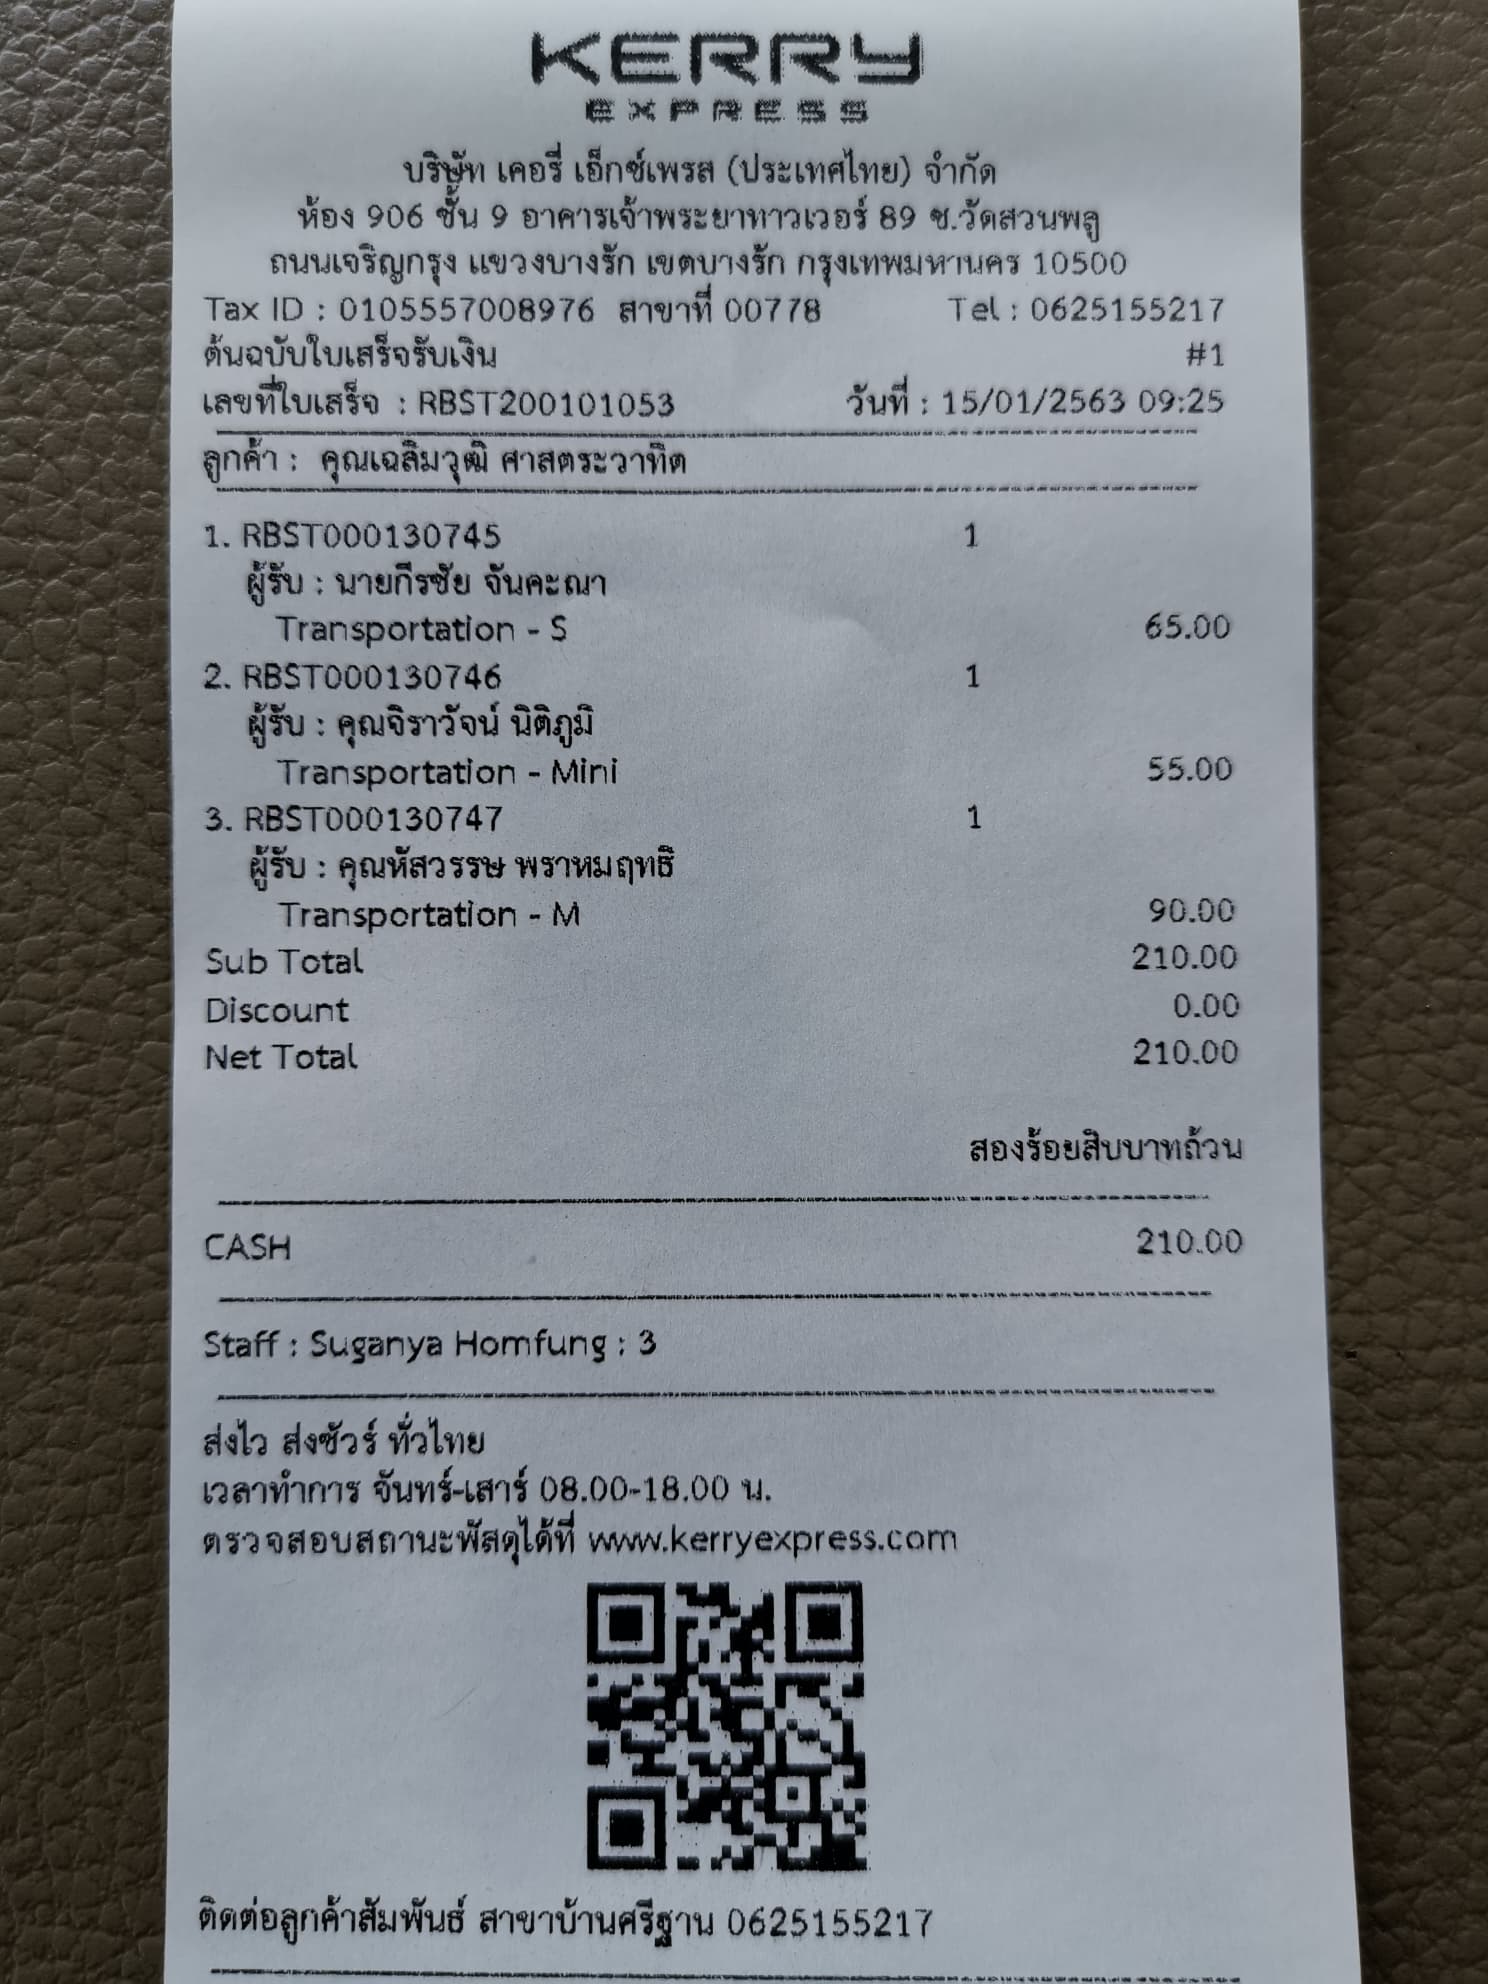 KERRY
EXPRESS
บริษัท เคอรี่ เอ็กซ์เพรส (ประเทศไทย) จำกัด
ห้อง 906 ชั้น 9 อาคารเจ้าพระยาทาวเวอร์ 89 ซ.วัดสวนพลู
ถนนเจริญกรุง แขวงบางรัก เขตบางรัก กรุงเทพมหานคร 10500
Tax ID : 0105557008976 สาขาที่ 00778 Tel : 0625155217
ต้นฉบับใบเสร็จรับเงิน #1
เลขที่ใบเสร็จ : RBST200101053 วันที่ : 15/01/2563 09:25
ลูกค้า : คุณเฉลิมวุฒิ ศาสตระวาทิต
1. RBST000130745 1
ผู้รับ : นายกีรชัย จันคะณา
Transportation - S 65.00
2. RBST000130746 1
ผู้รับ : คุณจิราวัจน์ นิติภูมิ
Transportation - Mini 55.00
3. RBST000130747 1
ผู้รับ : คุณหัสวรรษ พราหมฤทธิ์
Transportation - M 90.00
Sub Total 210.00
Discount 0.00
Net Total 210.00
สองร้อยสิบบาทถ้วน
CASH 210.00
Staff : Suganya Homfung : 3
ส่งไว ส่งชัวร์ ทั่วไทย
เวลาทำการ จันทร์-เสาร์ 08.00-18.00 น.
ตรวจสอบสถานะพัสดุได้ที่ www.kerryexpress.com
ติดต่อลูกค้าสัมพันธ์ สาขาบ้านศรีฐาน 0625155217